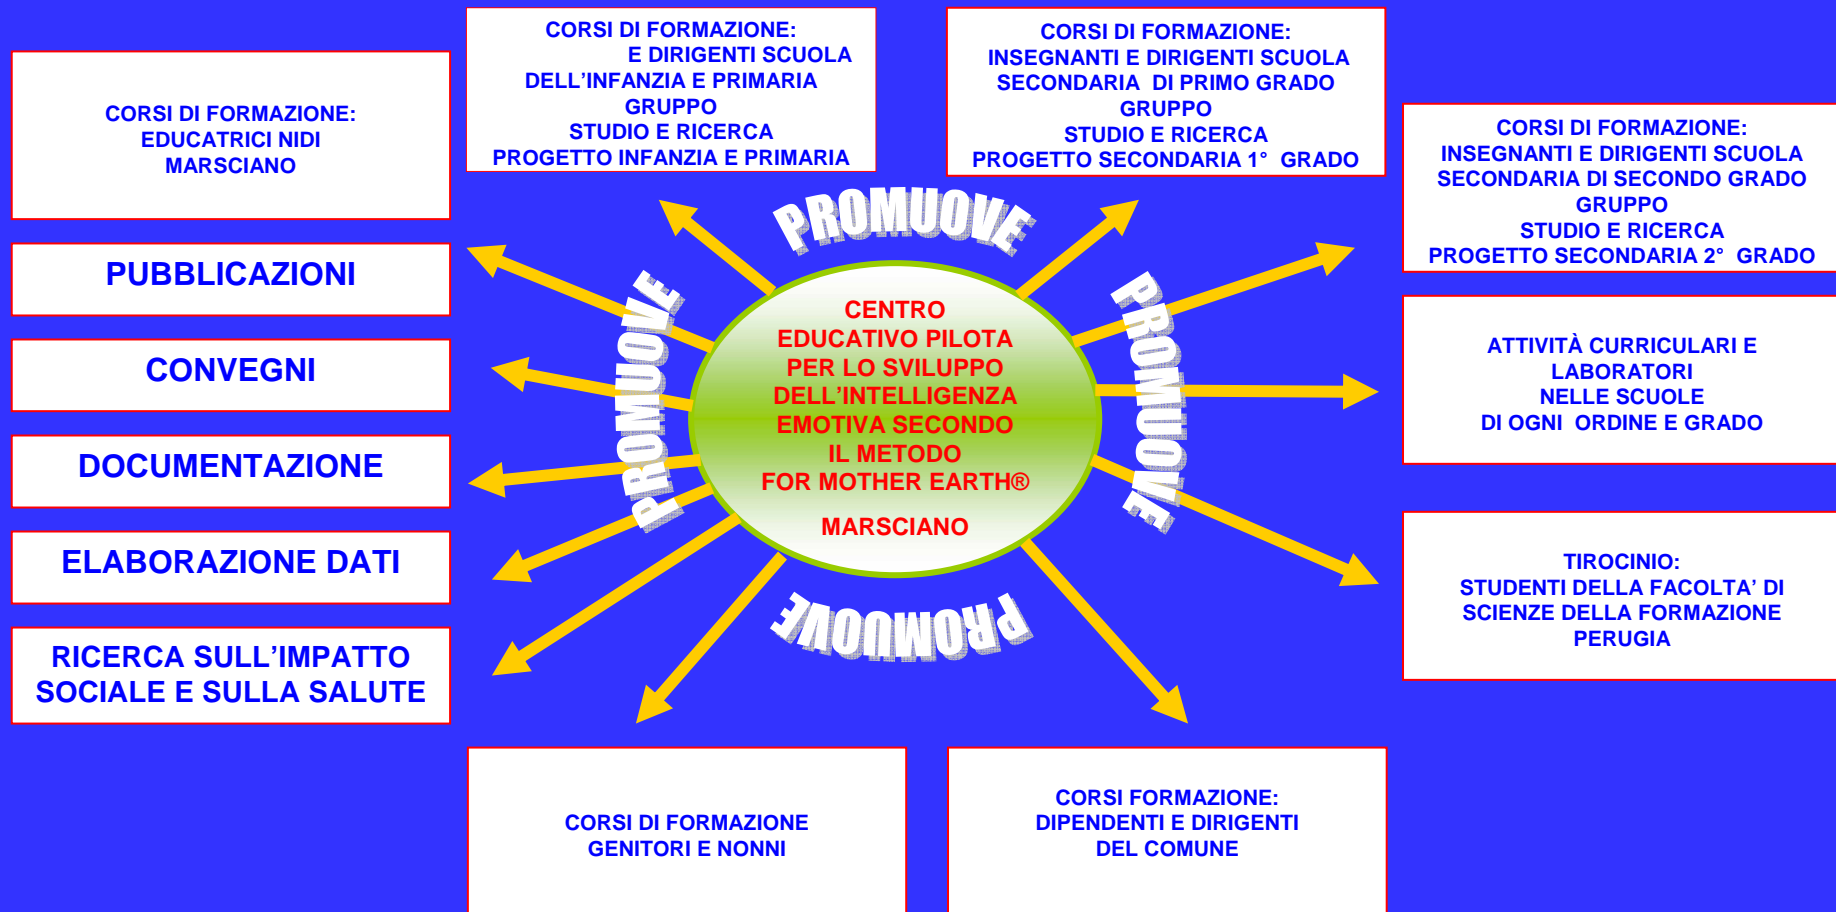 CORSI DI FORMAZIONE:
EDUCATRICI NIDI
MARSCIANO
CORSI DI FORMAZIONE:
E DIRIGENTI SCUOLA
DELL'INFANZIA E PRIMARIA
GRUPPO
STUDIO E RICERCA
PROGETTO INFANZIA E PRIMARIA
CORSI DI FORMAZIONE:
INSEGNANTI E DIRIGENTI SCUOLA
SECONDARIA DI PRIMO GRADO
GRUPPO
STUDIO E RICERCA
PROGETTO SECONDARIA 1° GRADO
CORSI DI FORMAZIONE:
INSEGNANTI E DIRIGENTI SCUOLA
SECONDARIA DI SECONDO GRADO
GRUPPO
STUDIO E RICERCA
PROGETTO SECONDARIA 2° GRADO
PUBBLICAZIONI
CONVEGNI
DOCUMENTAZIONE
ELABORAZIONE DATI
RICERCA SULL'IMPATTO
SOCIALE E SULLA SALUTE
PROMUOVE
PROMUOVE
CENTRO
EDUCATIVO PILOTA
PER LO SVILUPPO
DELL'INTELLIGENZA
EMOTIVA SECONDO
IL METODO
FOR MOTHER EARTH®
MARSCIANO
PROMUOVE
PROMUOVE
ATTIVITÀ CURRICULARI E
LABORATORI
NELLE SCUOLE
DI OGNI ORDINE E GRADO
TIROCINIO:
STUDENTI DELLA FACOLTA' DI
SCIENZE DELLA FORMAZIONE
PERUGIA
CORSI DI FORMAZIONE
GENITORI E NONNI
CORSI FORMAZIONE:
DIPENDENTI E DIRIGENTI
DEL COMUNE